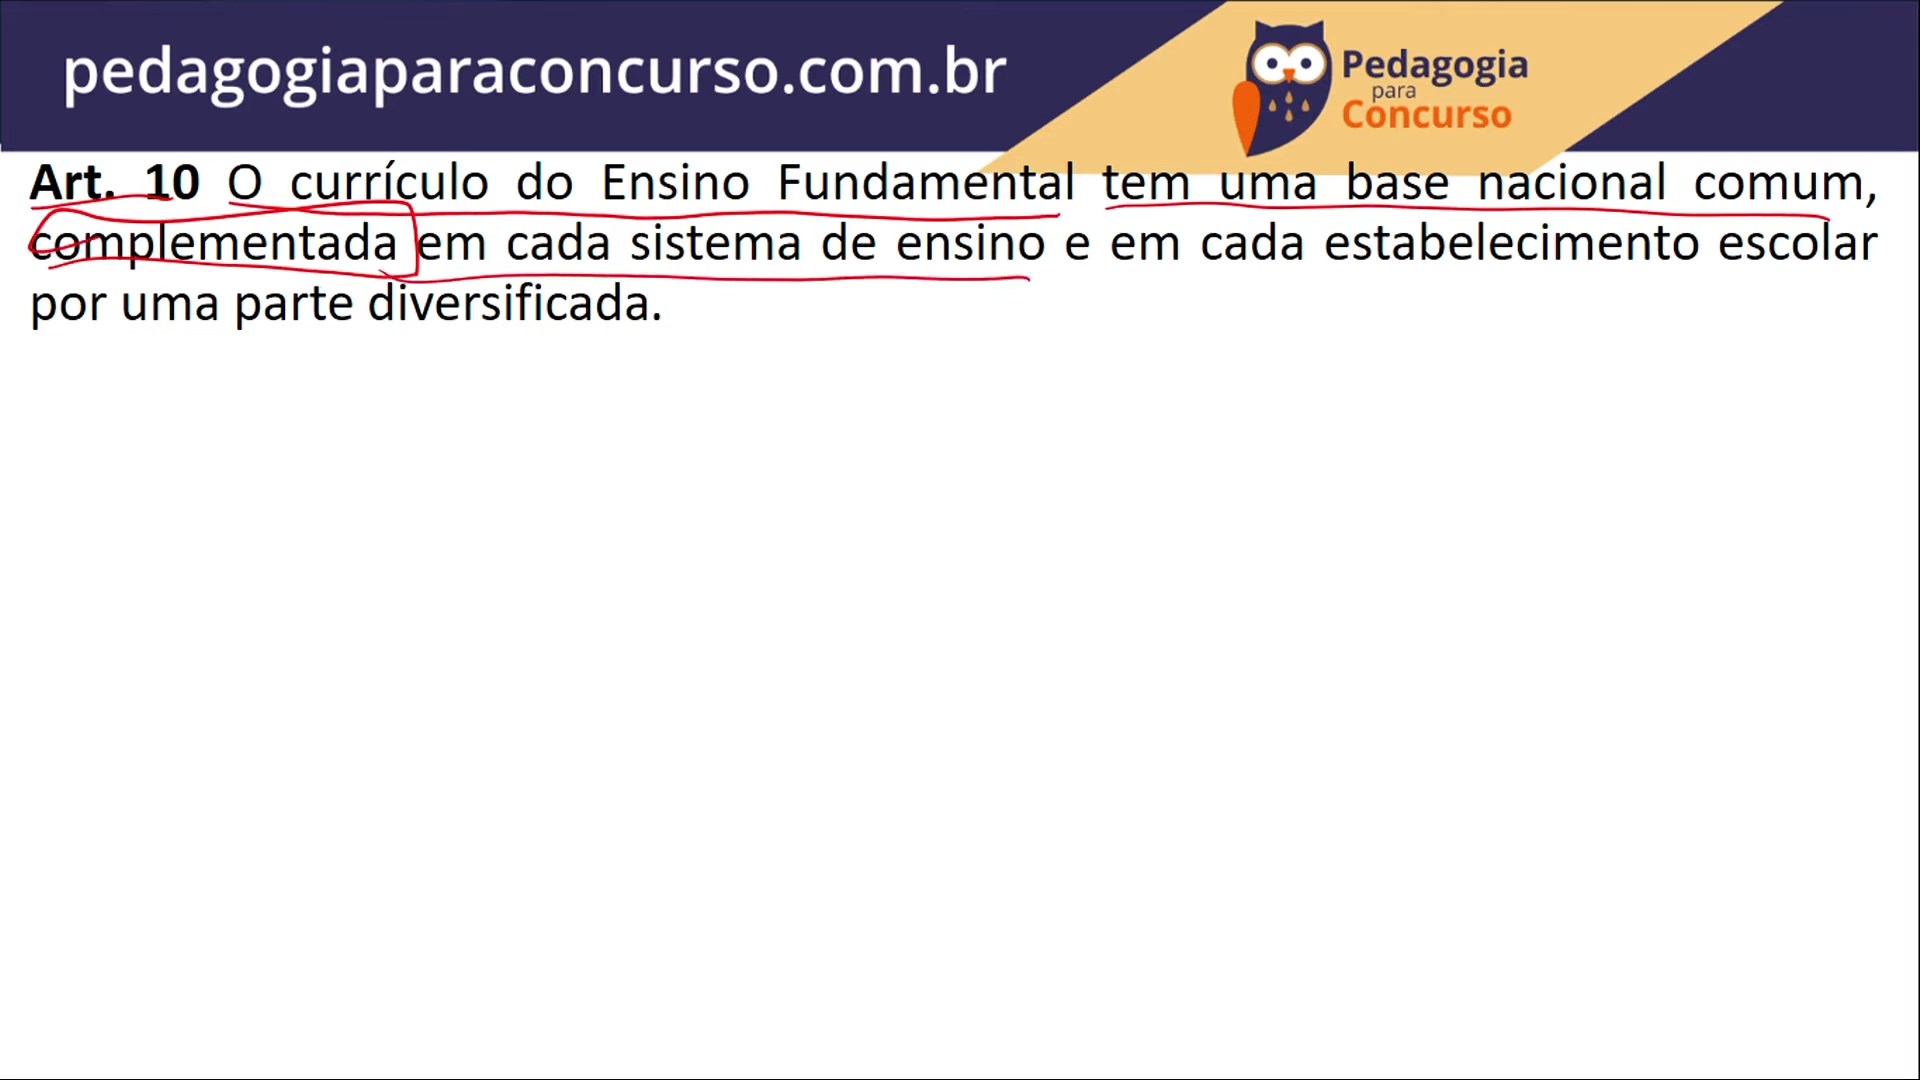 pedagogiaparaconcurso.com.br
Pedagogia
para
Concurso
Art. 10 O currículo do Ensino Fundamental tem uma base nacional comum,
complementada em cada sistema de ensino e em cada estabelecimento escolar
por uma parte diversificada.